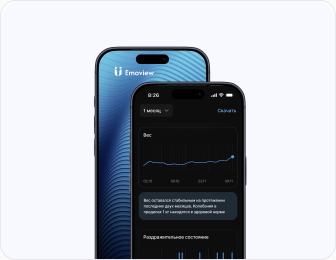 Emoview
8:26
1 месяц
Скачать
Вес
Вес оставался стабильным на протяжении
последних двух месяцев. Колебания в
пределах 1 кг находятся в здоровой норме
Раздражительное состояние